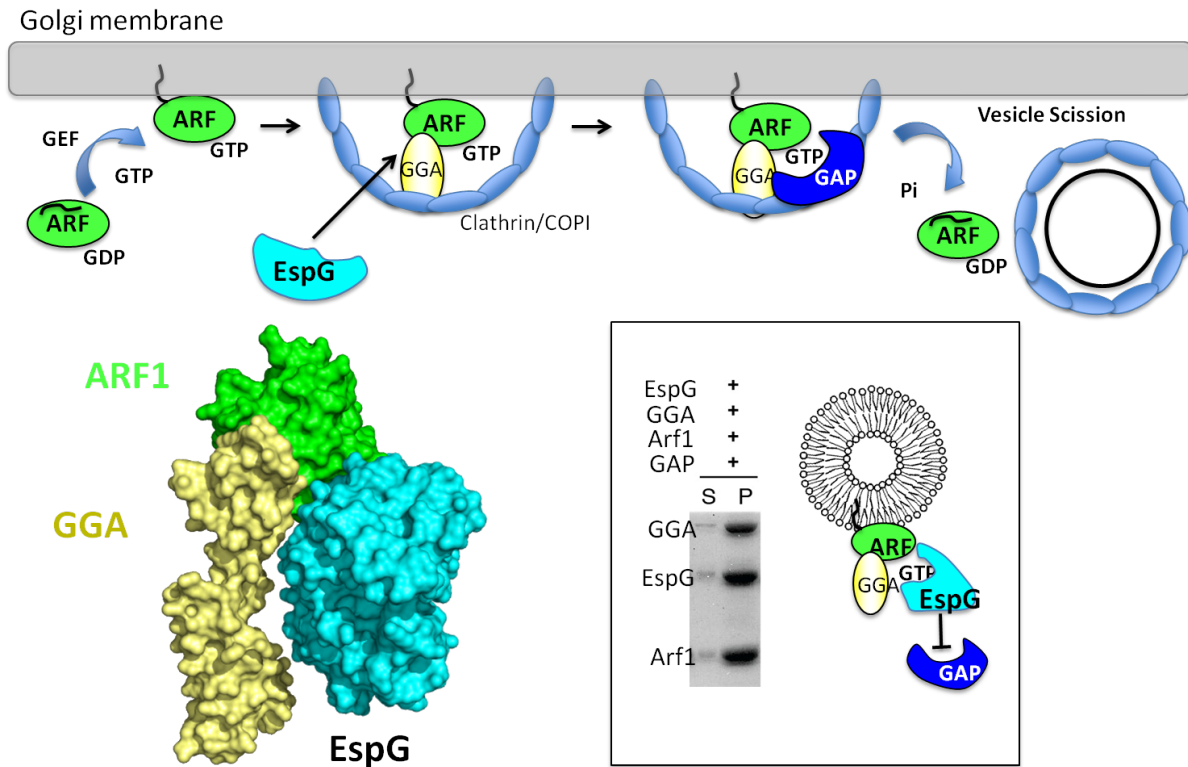 Golgi membrane
ARF
GTP
GEF
GTP
ARF
GDP
ARF
GTP
GGA
Clathrin/COPI
EspG
ARF
GTP
GGA
GAP
Pi
ARF
GDP
Vesicle Scission
ARF1
GGA
EspG
EspG +
GGA +
Arf1 +
GAP +
S P
GGA
EspG
Arf1
ARF
GTP
GGA
EspG
GAP